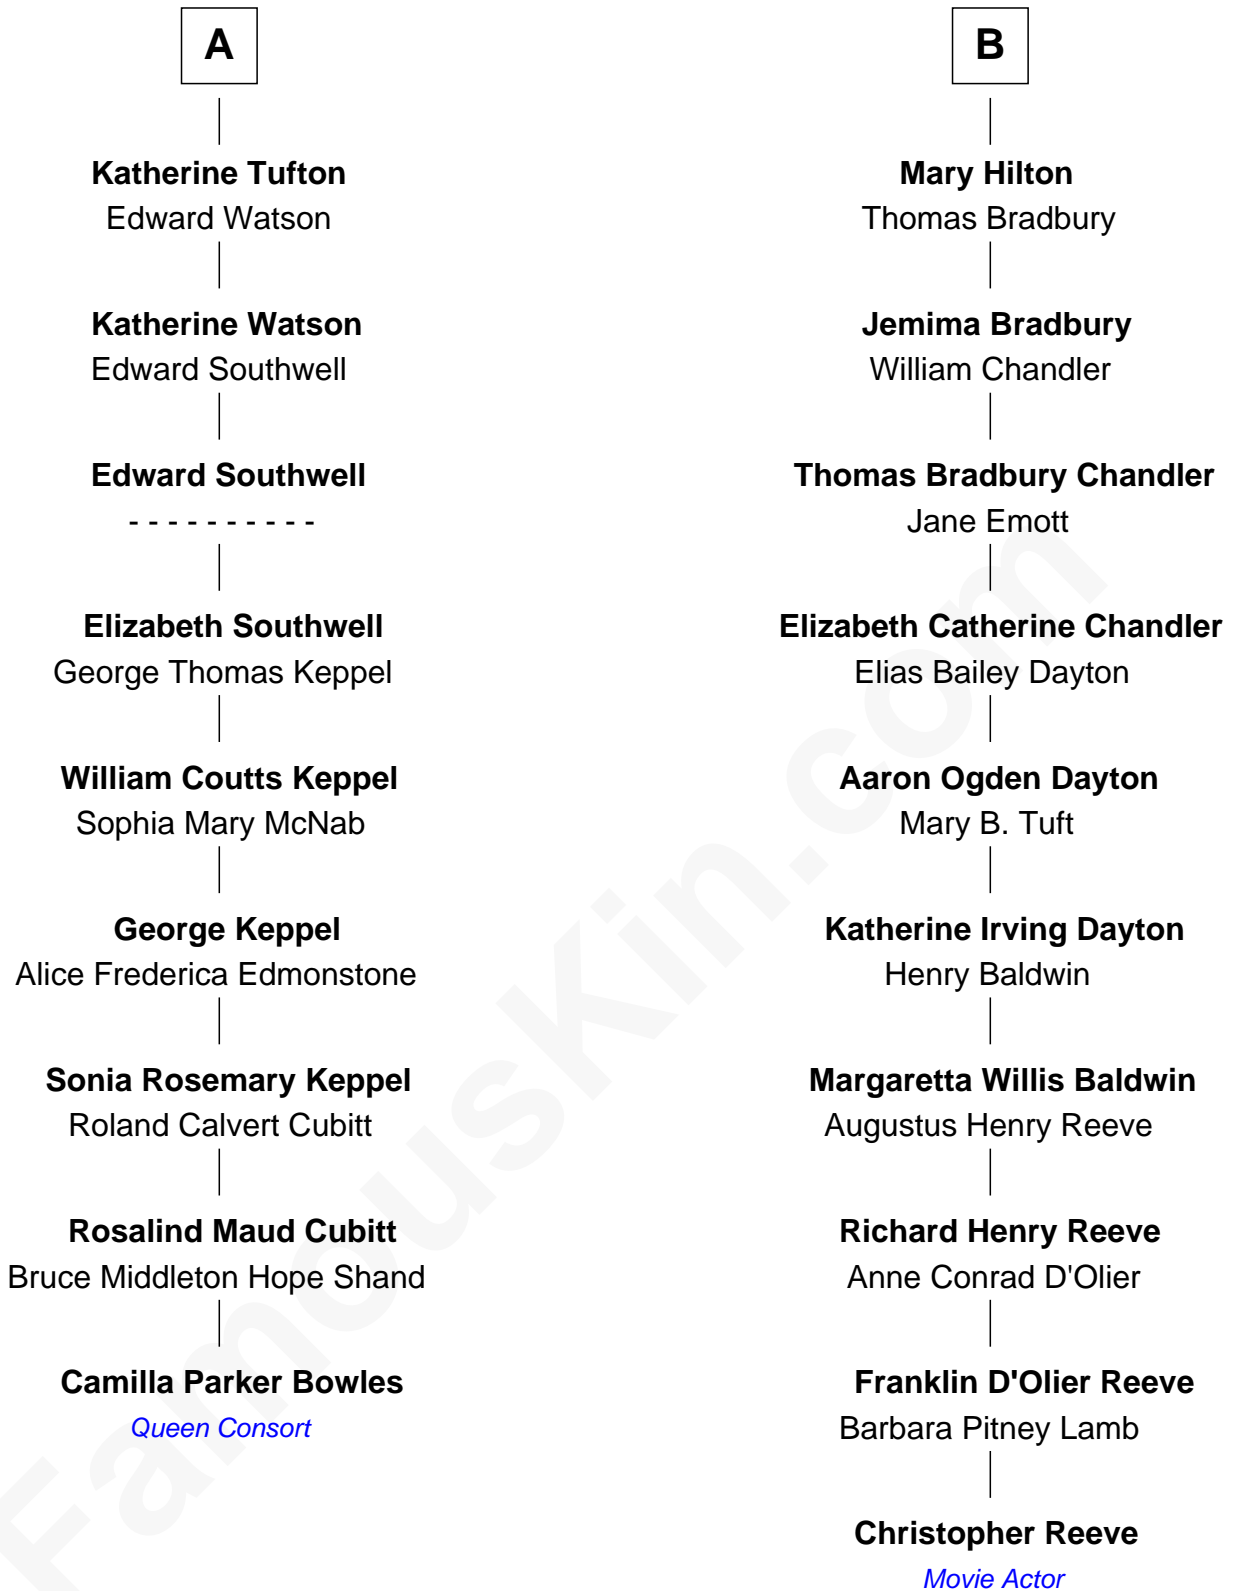 A
Katherine Tufton
Edward Watson
Katherine Watson
Edward Southwell
Edward Southwell
- - - - - - - - - -
Elizabeth Southwell
George Thomas Keppel
William Coutts Keppel
Sophia Mary McNab
George Keppel
Alice Frederica Edmonstone
Sonia Rosemary Keppel
Roland Calvert Cubitt
Rosalind Maud Cubitt
Bruce Middleton Hope Shand
Camilla Parker Bowles
Queen Consort
B
Mary Hilton
Thomas Bradbury
Jemima Bradbury
William Chandler
Thomas Bradbury Chandler
Jane Emott
Elizabeth Catherine Chandler
Elias Bailey Dayton
Aaron Ogden Dayton
Mary B. Tuft
Katherine Irving Dayton
Henry Baldwin
Margaretta Willis Baldwin
Augustus Henry Reeve
Richard Henry Reeve
Anne Conrad D'Olier
Franklin D'Olier Reeve
Barbara Pitney Lamb
Christopher Reeve
Movie Actor
FamousKin.com